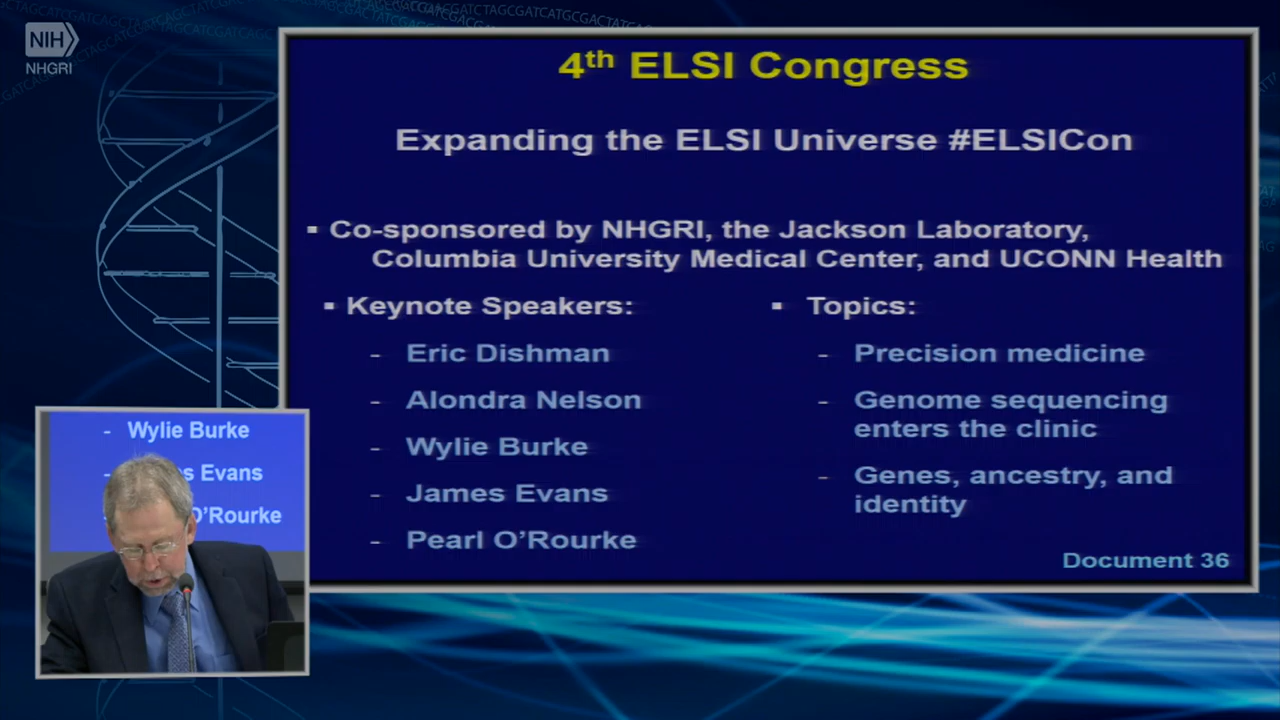 NIH
NHGRI
4th ELSI Congress
Expanding the ELSI Universe #ELSICon
▪ Co-sponsored by NHGRI, the Jackson Laboratory,
Columbia University Medical Center, and UCONN Health
▪ Keynote Speakers:
- Eric Dishman
- Alondra Nelson
- Wylie Burke
- James Evans
- Pearl O’Rourke
▪ Topics:
- Precision medicine
- Genome sequencing
enters the clinic
- Genes, ancestry, and
identity
Document 36
- Wylie Burke
- s Evans
O’Rourke